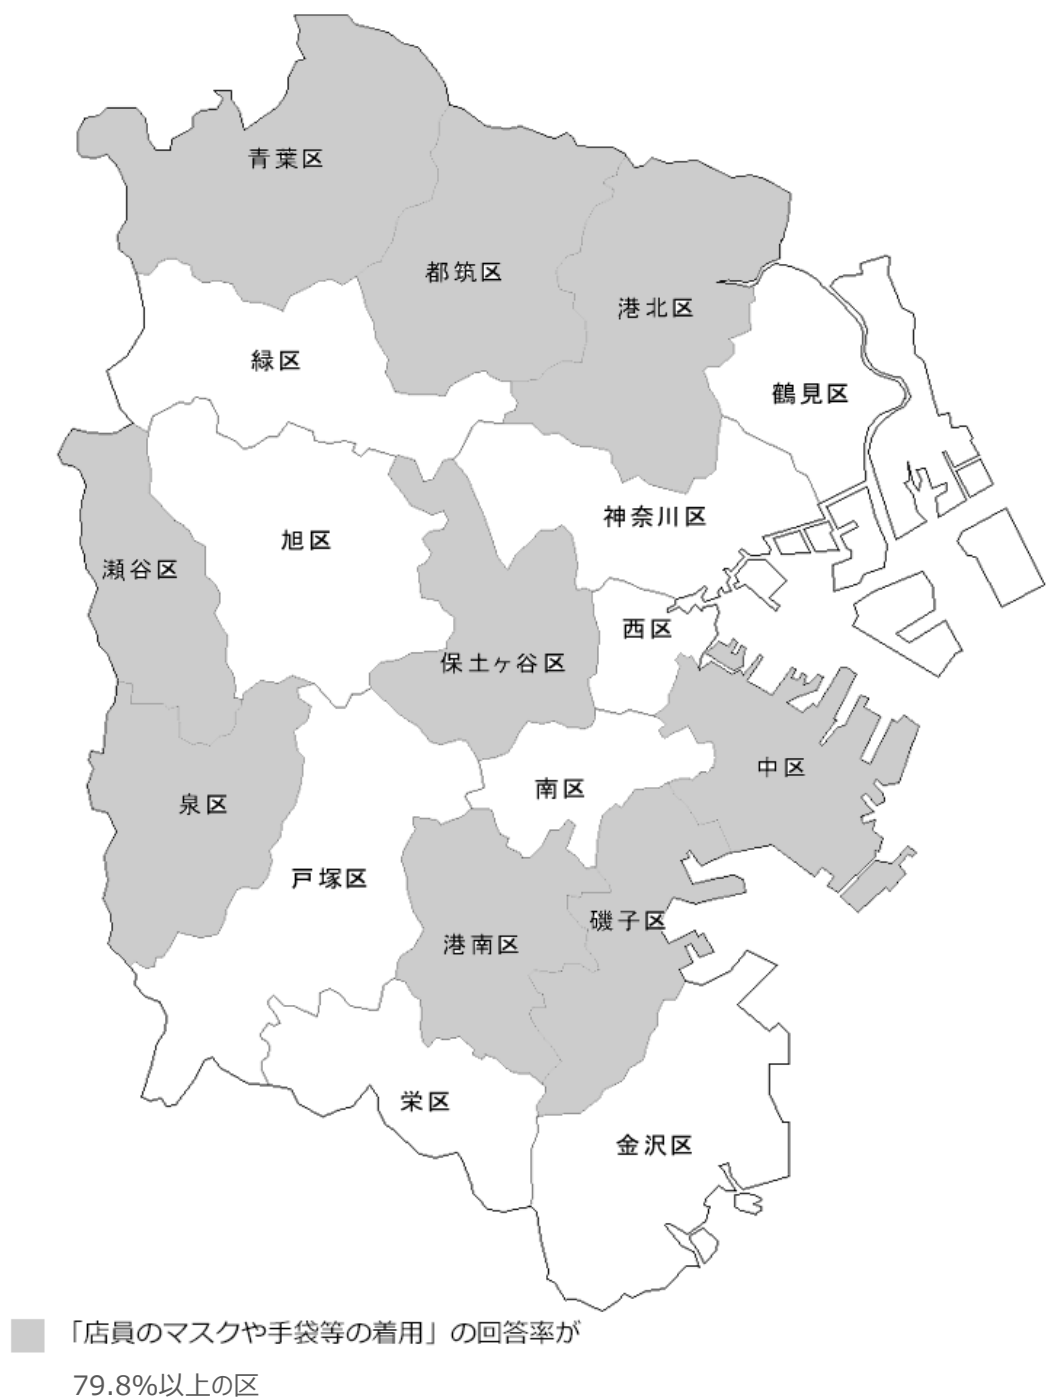 青葉区
都筑区
港北区
緑区
鶴見区
神奈川区
旭区
瀬谷区
西区
保土ヶ谷区
中区
南区
泉区
戸塚区
磯子区
港南区
栄区
金沢区
「店員のマスクや手袋等の着用」の回答率が
79.8%以上の区